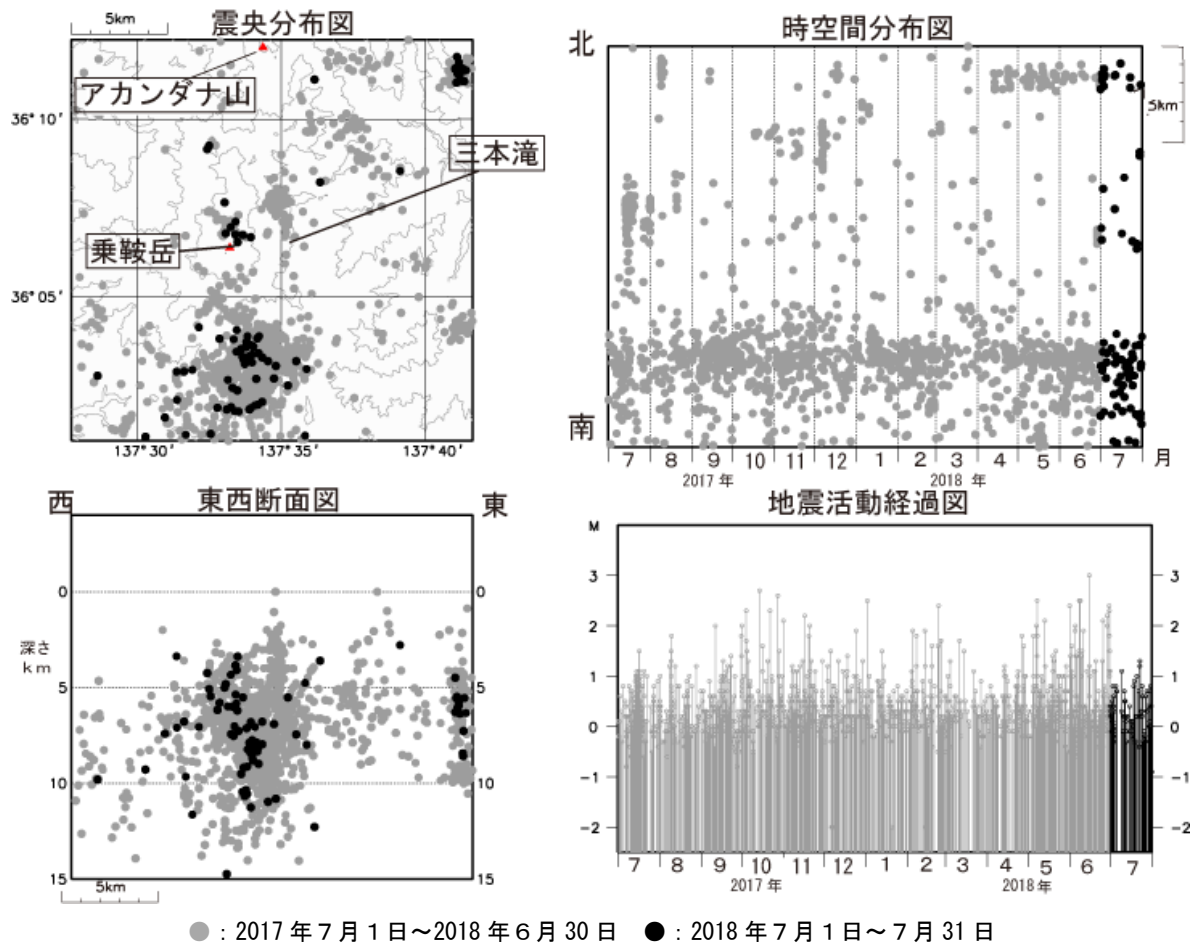 5km
震央分布図
アカンダナ山
三本滝
乗鞍岳
36° 10′
36° 05′
137° 30′
137° 35′
137° 40′
時空間分布図
北
南
5km
7 8 9 10 11 12 1 2 3 4 5 6 7 月
2017 年
2018 年
西
東西断面図
東
0
0
深さ
km
5
5
10
10
15
15
5km
地震活動経過図
M
3
3
2
2
1
1
0
0
-1
-1
-2
-2
7 8 9 10 11 12 1 2 3 4 5 6 7
2017 年
2018 年
●：2017 年７月１日～2018 年６月 30 日 ●：2018 年７月１日～７月 31 日